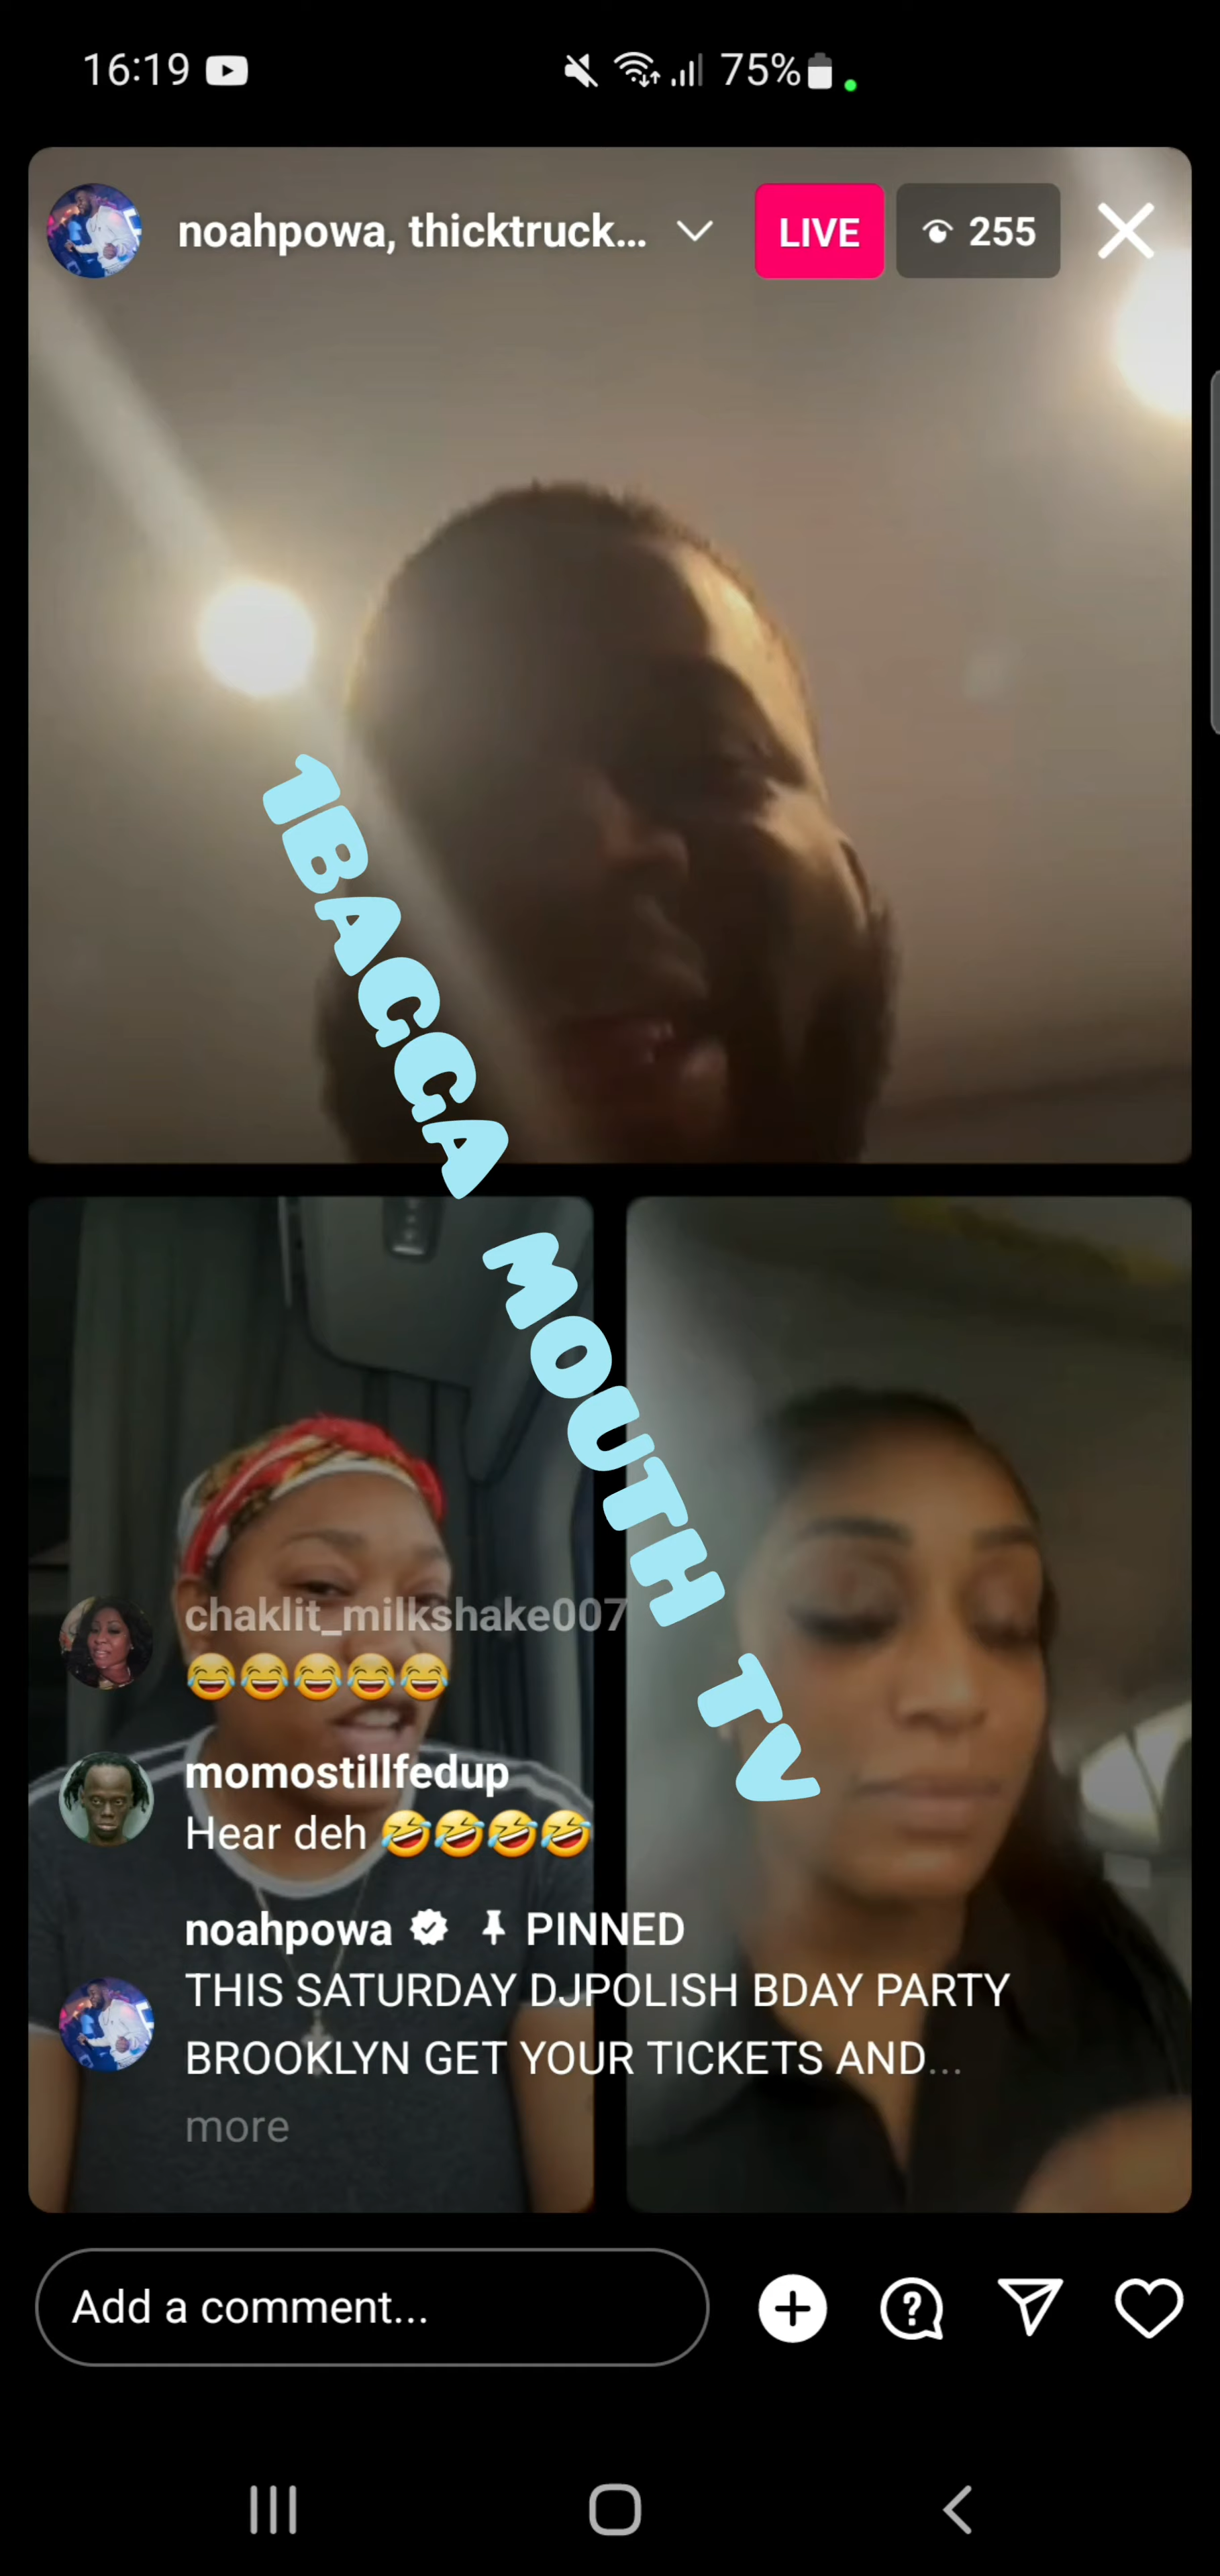 16:19
75%
noahpowa, thicktruck...
LIVE
255
1BAGGA MOUTH TV
chaklit_milkshake007
😂😂😂😂😂
momostillfedup
Hear deh 🤣🤣🤣🤣
noahpowa PINNED
THIS SATURDAY DJPOLISH BDAY PARTY
BROOKLYN GET YOUR TICKETS AND...
more
Add a comment...